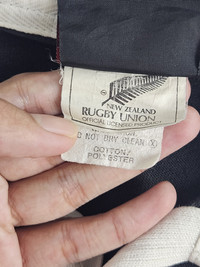 NEW ZEALAND
RUGBY UNION
OFFICIAL LICENSED PRODUCT
DO NOT DRY CLEAN
COTTON/
POLYESTER